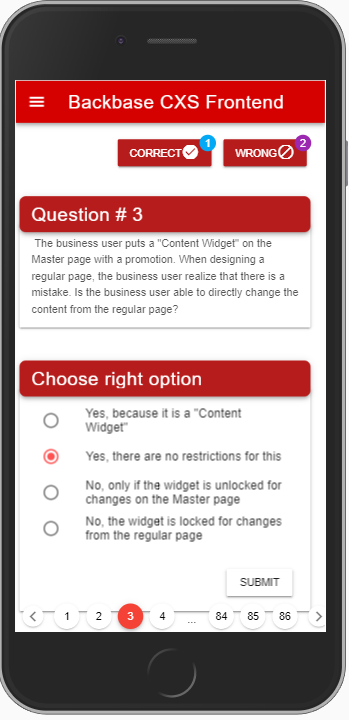 Backbase CXS Frontend
1
2
CORRECT
WRONG
Question # 3
The business user puts a "Content Widget" on the
Master page with a promotion. When designing a
regular page, the business user realize that there is a
mistake. Is the business user able to directly change the
content from the regular page?
Choose right option
Yes, because it is a "Content
Widget"
Yes, there are no restrictions for this
No, only if the widget is unlocked for
changes on the Master page
No, the widget is locked for changes
from the regular page
SUBMIT
1 2 3 4 ... 84 85 86